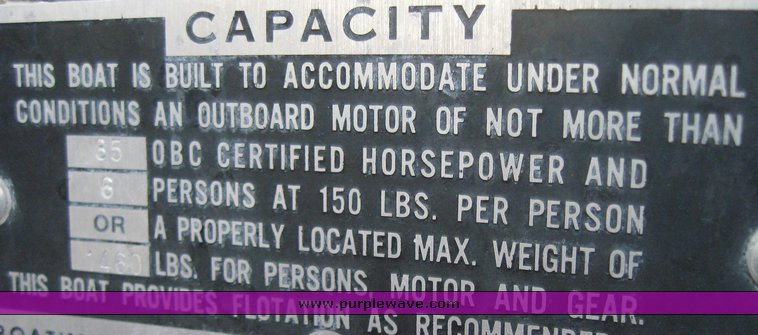 CAPACITY
THIS BOAT IS BUILT TO ACCOMMODATE UNDER NORMAL
CONDITIONS AN OUTBOARD MOTOR OF NOT MORE THAN
35 OBC CERTIFIED HORSEPOWER AND
6 PERSONS AT 150 LBS. PER PERSON
OR A PROPERLY LOCATED MAX. WEIGHT OF
1460 LBS. FOR PERSONS, MOTOR AND GEAR.
www.purplewave.com
THIS BOAT PROVIDES FLOTATION AS RECOMMENDED